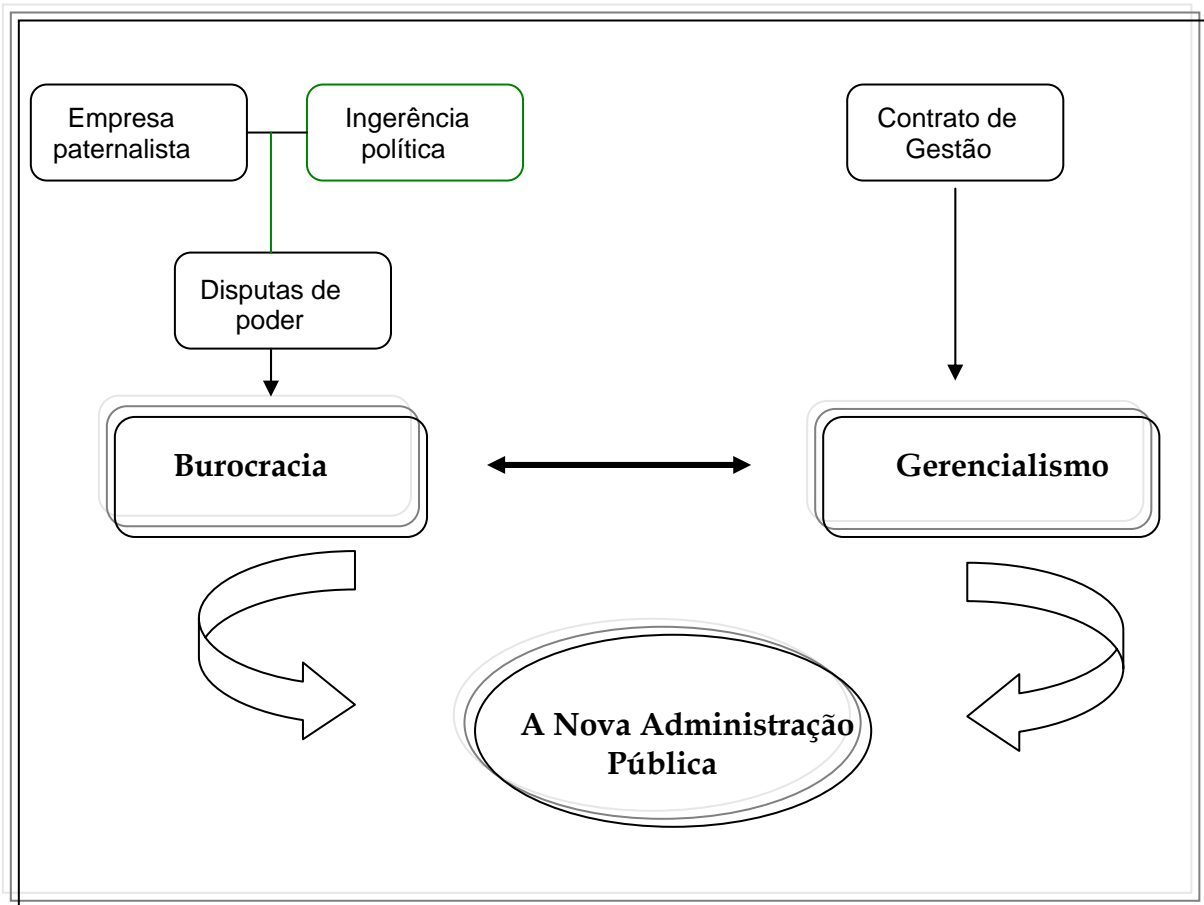 Empresa
paternalista
Ingerência
política
Contrato de
Gestão
Disputas de
poder
Burocracia
Gerencialismo
A Nova Administração
Pública